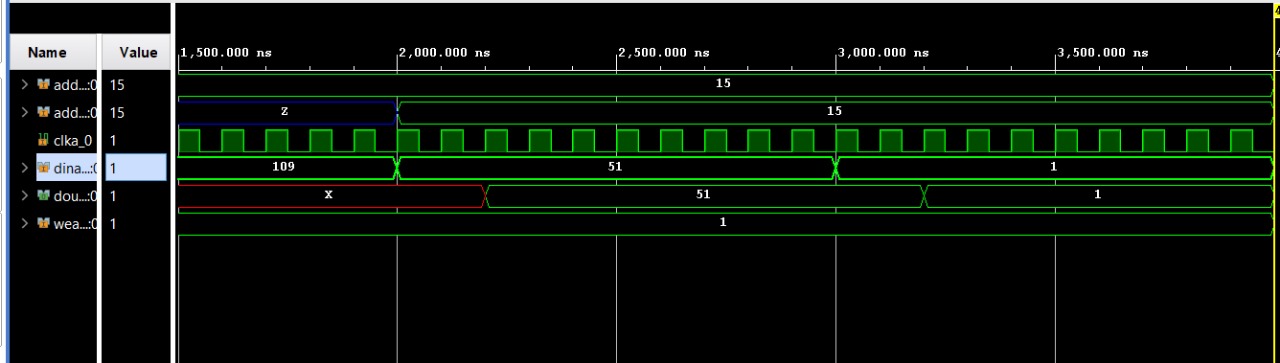 Name Value 1,500.000 ns 2,000.000 ns 2,500.000 ns 3,000.000 ns 3,500.000 ns 4
add...:0 15 15
add...:0 15 Z 15
clka_0 1
dina...:0 1 109 51 1
dou...:0 1 X 51 1
wea...:0 1 1